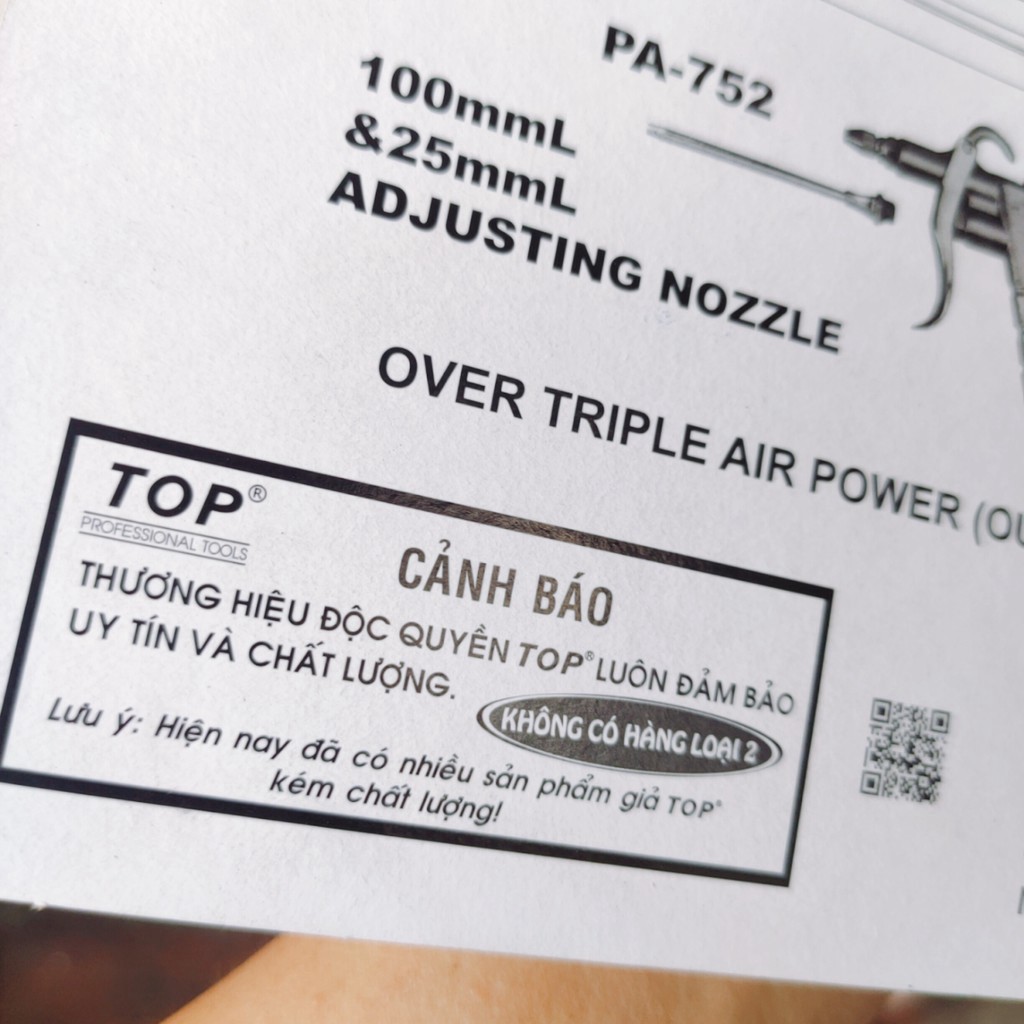 PA-752
100mmL
&25mmL
ADJUSTING NOZZLE
OVER TRIPLE AIR POWER (OU
TOP®
PROFESSIONAL TOOLS
CẢNH BÁO
THƯƠNG HIỆU ĐỘC QUYỀN TOP® LUÔN ĐẢM BẢO
UY TÍN VÀ CHẤT LƯỢNG.
KHÔNG CÓ HÀNG LOẠI 2
Lưu ý: Hiện nay đã có nhiều sản phẩm giả TOP®
kém chất lượng!